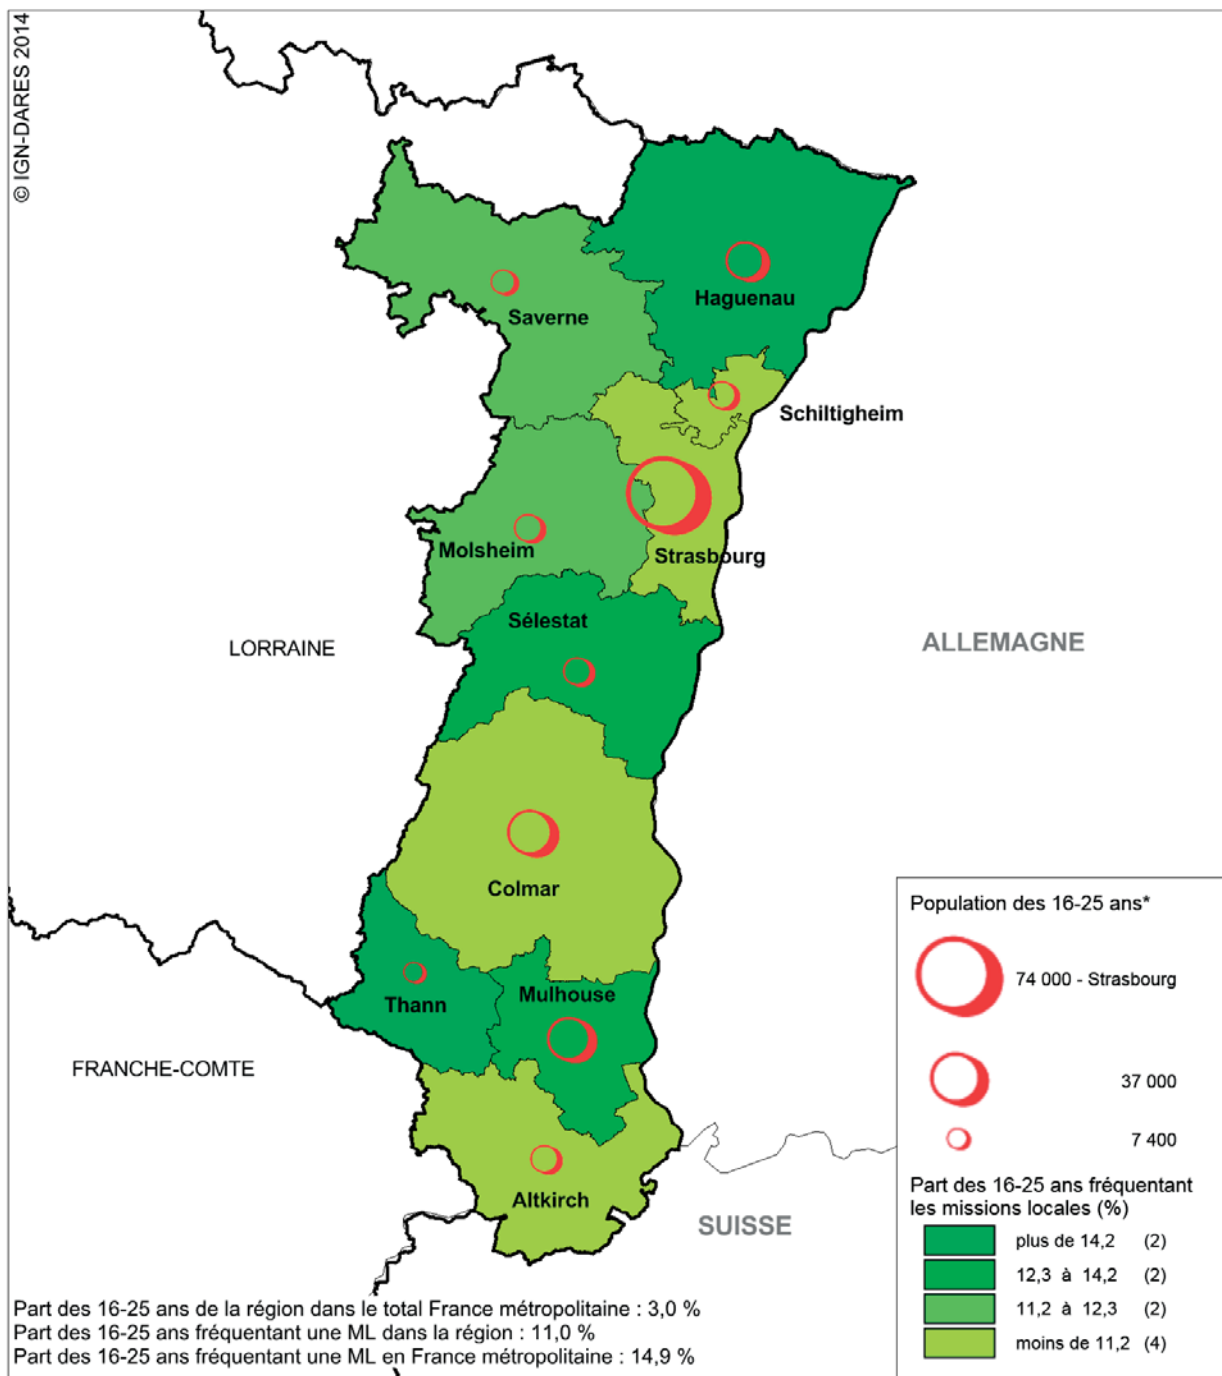 © IGN-DARES 2014
Haguenau
Saverne
Schiltigheim
Molsheim
Strasbourg
Sélestat
LORRAINE
ALLEMAGNE
Colmar
Mulhouse
Thann
FRANCHE-COMTE
Altkirch
SUISSE
Population des 16-25 ans*
74 000 - Strasbourg
37 000
7 400
Part des 16-25 ans fréquentant
les missions locales (%)
plus de 14,2 (2)
12,3 à 14,2 (2)
11,2 à 12,3 (2)
moins de 11,2 (4)
Part des 16-25 ans de la région dans le total France métropolitaine : 3,0 %
Part des 16-25 ans fréquentant une ML dans la région : 11,0 %
Part des 16-25 ans fréquentant une ML en France métropolitaine : 14,9 %